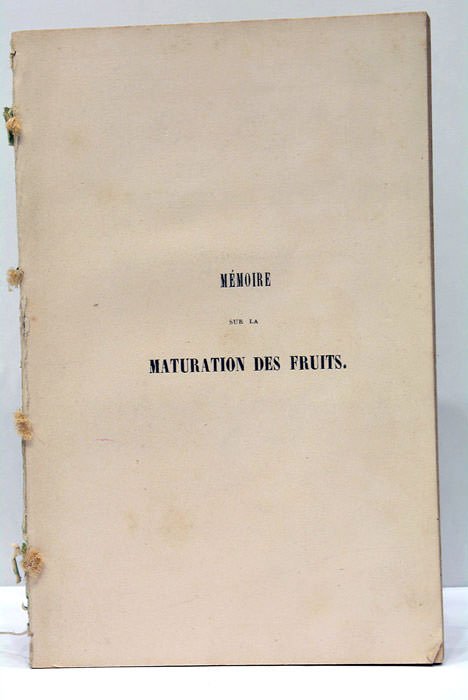 MÉMOIRE
SUR LA
MATURATION DES FRUITS.